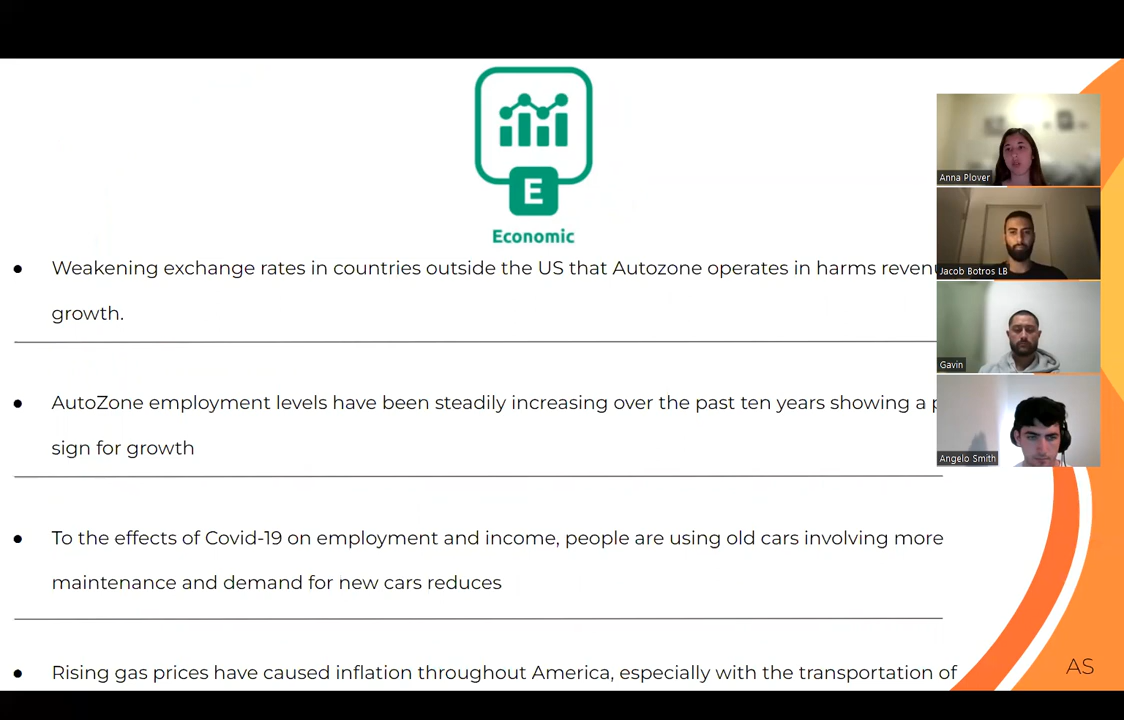 E
Economic
• Weakening exchange rates in countries outside the US that Autozone operates in harms
growth.
• AutoZone employment levels have been steadily increasing over the past ten years showing a
sign for growth
• To the effects of Covid-19 on employment and income, people are using old cars involving more
maintenance and demand for new cars reduces
• Rising gas prices have caused inflation throughout America, especially with the transportation of
Anna Plover
Jacob Botros LB
Gavin
Angelo Smith
AS